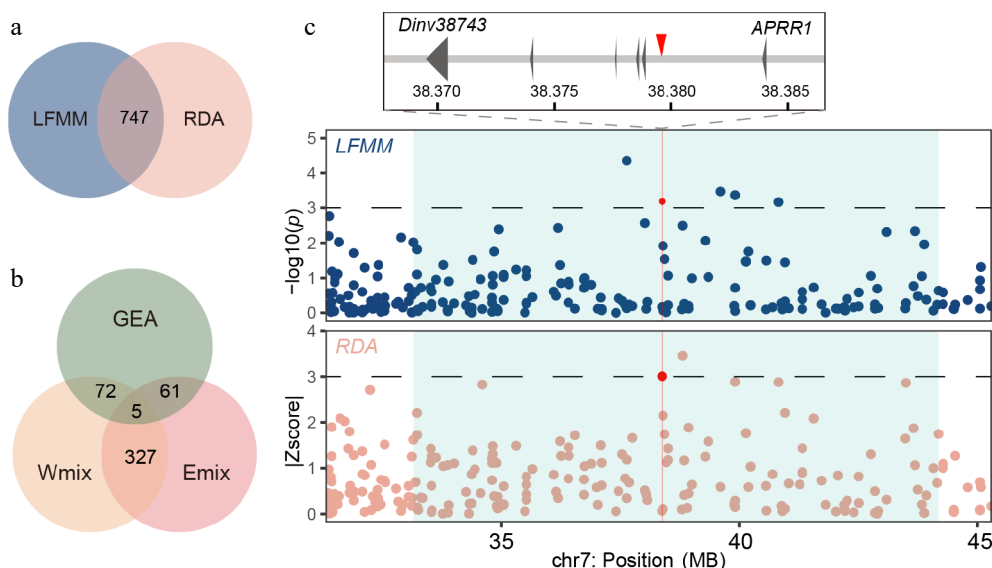 a
LFMM 747 RDA
b
GEA
72 61
5
327
Wmix Emix
c
Dinv38743 APRR1
38.370 38.375 38.380 38.385
LFMM
5
4
3
3
2
1
0
−log10(p)
RDA
4
3
2
1
0
|Zscore|
35 40 45
chr7: Position (MB)